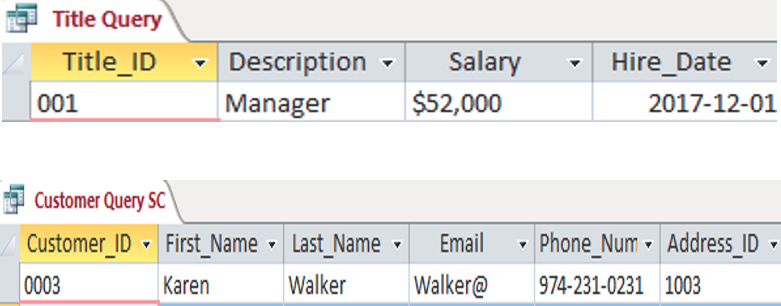 Title Query
Title_ID Description Salary Hire_Date
001 Manager $52,000 2017-12-01
Customer Query SC
Customer_ID First_Name Last_Name Email Phone_Num Address_ID
0003 Karen Walker Walker@ 974-231-0231 1003